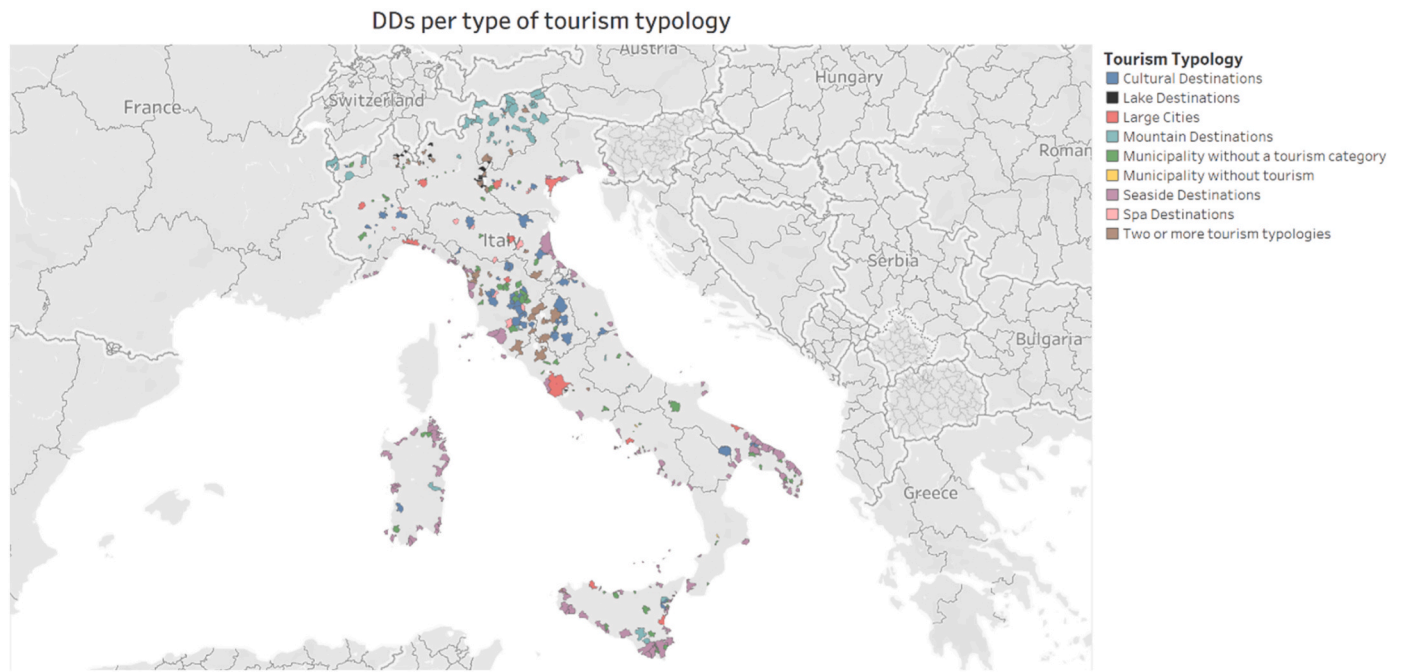 DDs per type of tourism typology
Austria
Hungary
France
Switzerland
Roman
Italy
Serbia
Bulgaria
Greece
Tourism Typology
Cultural Destinations
Lake Destinations
Large Cities
Mountain Destinations
Municipality without a tourism category
Municipality without tourism
Seaside Destinations
Spa Destinations
Two or more tourism typologies